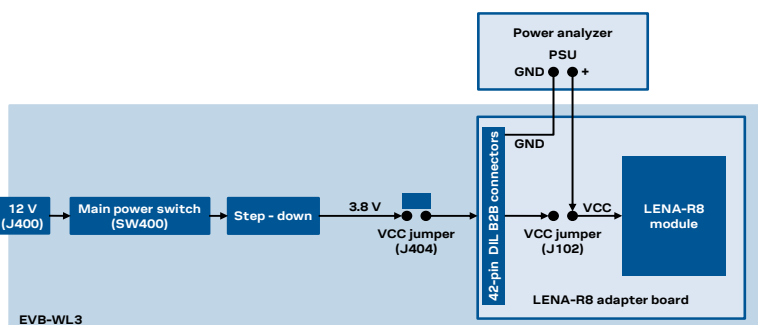 Power analyzer
PSU
GND
+
GND
42-pin DIL B2B connectors
12 V
(J400)
Main power switch
(SW400)
Step - down
3.8 V
VCC jumper
(J404)
VCC
VCC jumper
(J102)
LENA-R8
module
LENA-R8 adapter board
EVB-WL3